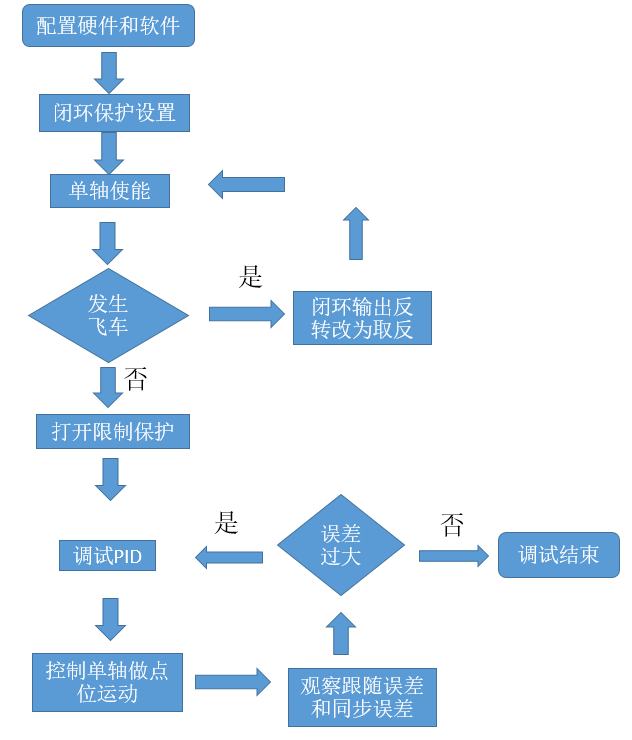 配置硬件和软件
闭环保护设置
单轴使能
发生
飞车
是
闭环输出反
转改为取反
否
打开限制保护
调试PID
控制单轴做点
位运动
观察跟随误差
和同步误差
误差
过大
是
否
调试结束